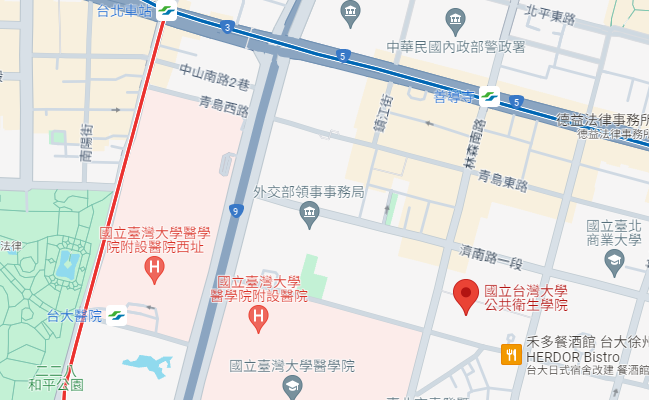 台北車站
3
北平東路
中華民國內政部警政署
5
中山南路2巷
青島西路
善導寺
5
德益法律事務所
德益法律事務所
鎮江街
林森南路
南陽街
青島東路
外交部領事事務局
9
國立臺北
商業大學
國立臺灣大學醫學
院附設醫院西址
法律
濟南路一段
H
國立臺灣大學
醫學院附設醫院
國立台灣大學
公共衛生學院
台大醫院
H
禾多餐酒館 台大徐州
HERDOR Bistro
台大日式宿舍改建 餐酒館
二二八
和平公園
國立臺灣大學醫學院